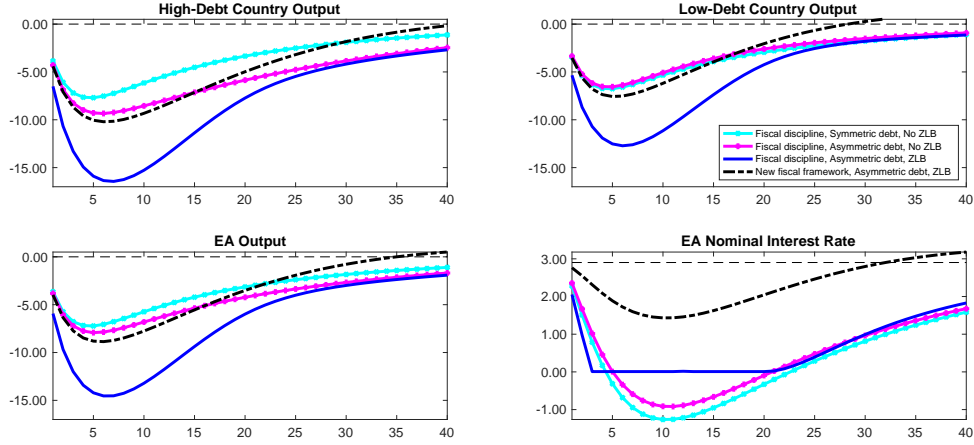 High-Debt Country Output
0.00
-5.00
-10.00
-15.00
5 10 15 20 25 30 35 40
Low-Debt Country Output
0.00
-5.00
-10.00
-15.00
Fiscal discipline, Symmetric debt, No ZLB
Fiscal discipline, Asymmetric debt, No ZLB
Fiscal discipline, Asymmetric debt, ZLB
New fiscal framework, Asymmetric debt, ZLB
5 10 15 20 25 30 35 40
EA Output
0.00
-5.00
-10.00
-15.00
5 10 15 20 25 30 35 40
EA Nominal Interest Rate
3.00
2.00
1.00
0.00
-1.00
5 10 15 20 25 30 35 40